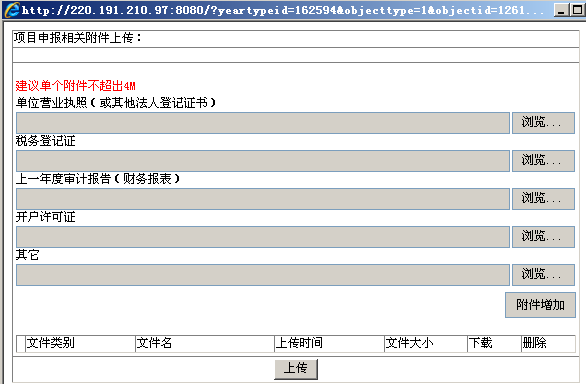 http://220.191.210.97:8080/?yeartypeid=162594&objecttype=1&objectid=1261...
项目申报相关附件上传：
建议单个附件不超出4M
单位营业执照（或其他法人登记证书）
浏览...
税务登记证
浏览...
上一年度审计报告（财务报表）
浏览...
开户许可证
浏览...
其它
浏览...
附件增加
文件类别 文件名 上传时间 文件大小 下载 删除
上传